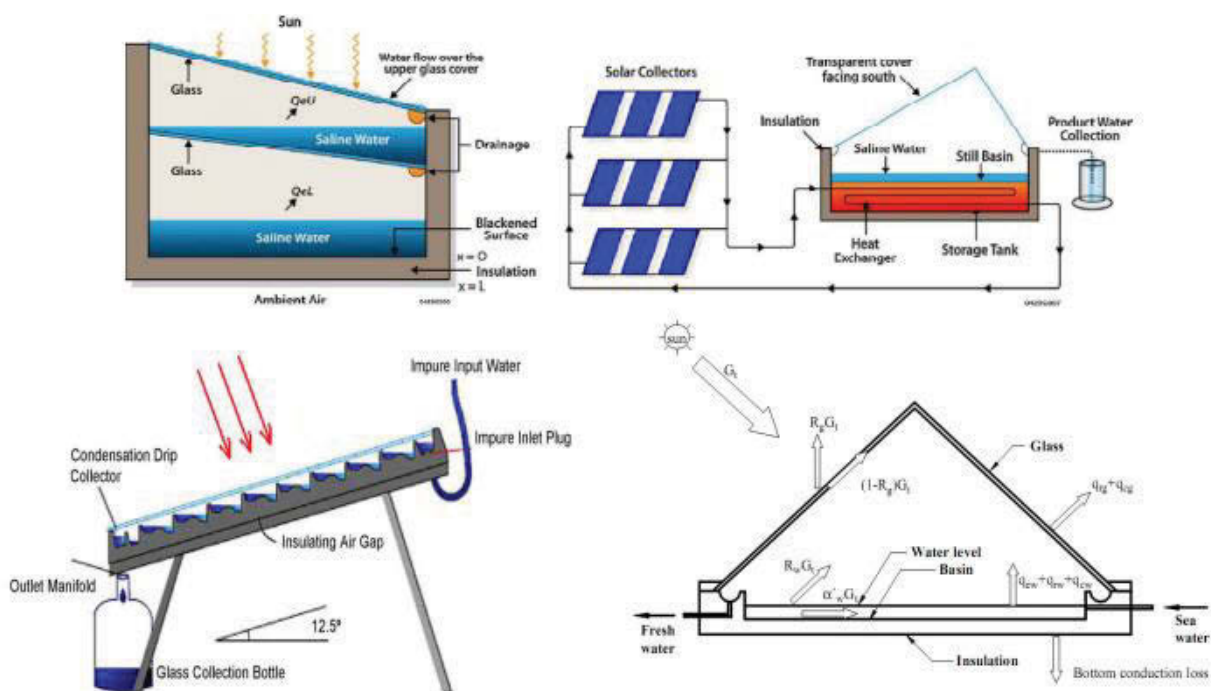 Sun
Water flow over the
upper glass cover
Glass
QeU
Saline Water
Glass
Drainage
QeL
Blackened
Surface
Saline Water
x=0
Insulation
x=L
Ambient Air
Solar Collectors
Transparent cover
facing south
Insulation
Saline Water
Product Water
Collection
Still Basin
Heat
Exchanger
Storage Tank
Impure Input Water
Impure Inlet Plug
Condensation Drip
Collector
Insulating Air Gap
Outlet Manifold
12.5º
Glass Collection Bottle
sun
Gt
RgGt
Glass
(1-Rg)Gt
qrg+qcg
Water level
Basin
RwGt
α'wGt
qew+qrw+qcw
Fresh
water
Sea
water
Insulation
Bottom conduction loss